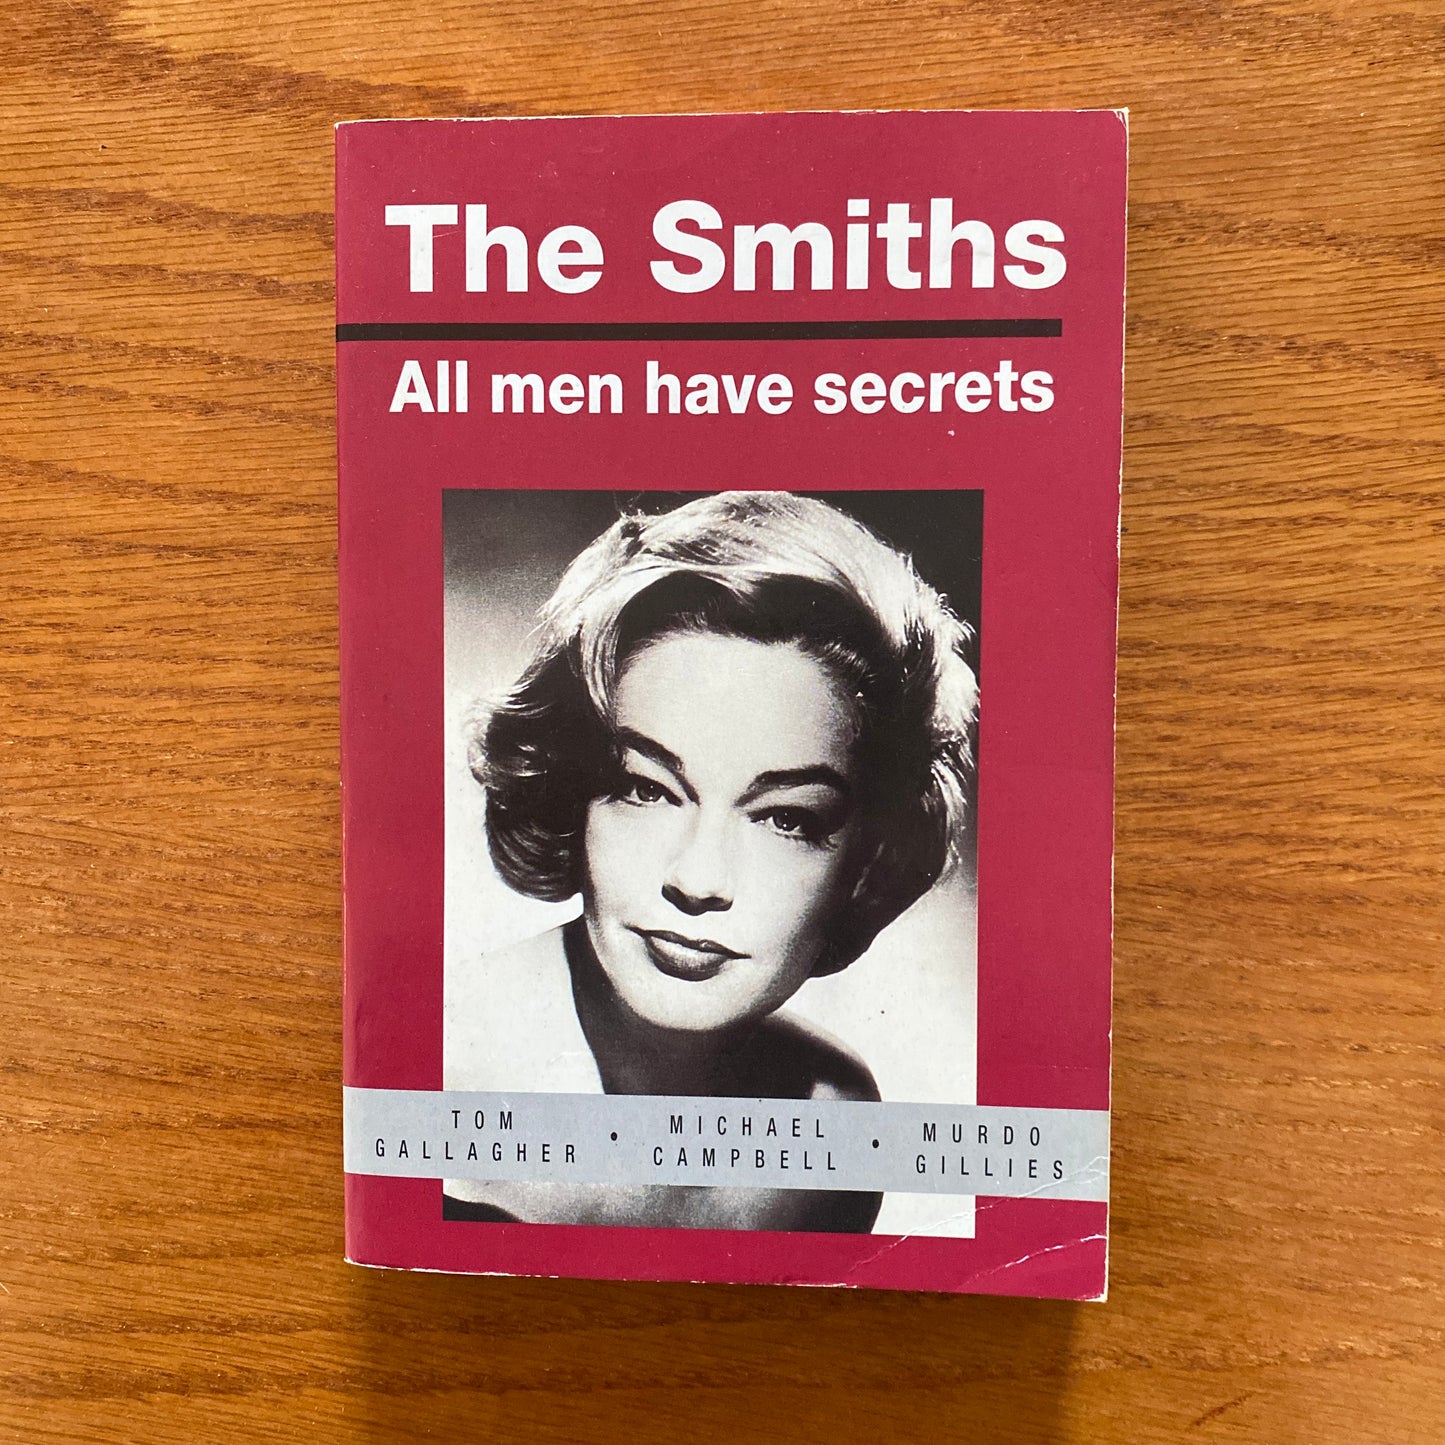 The Smiths
All men have secrets
TOM
GALLAGHER
•
MICHAEL
CAMPBELL
•
MURDO
GILLIES